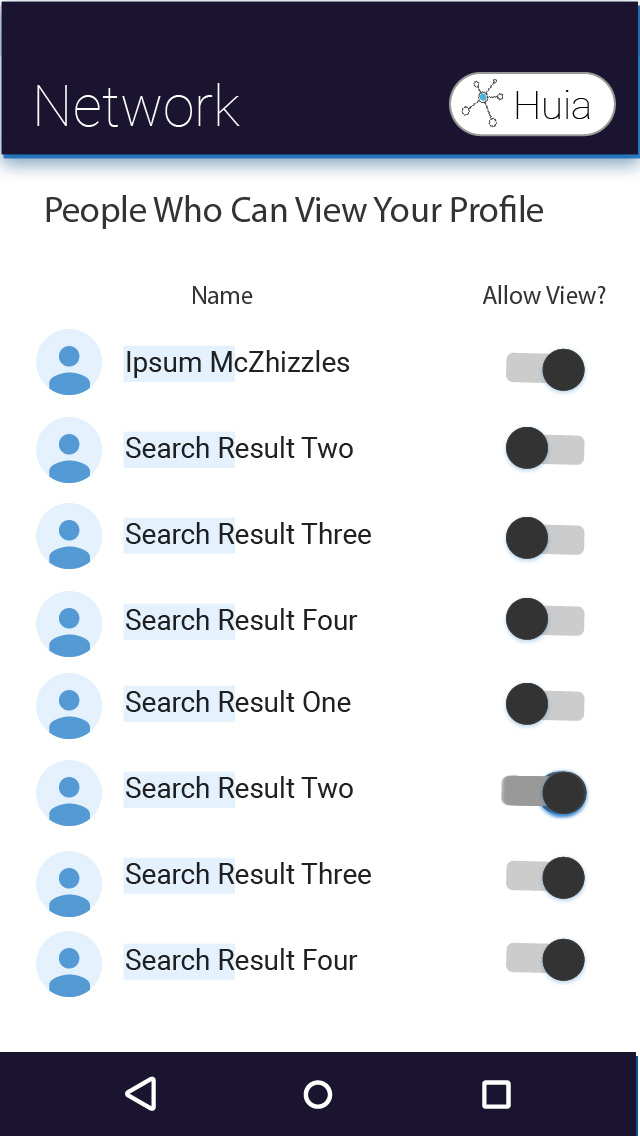 Network
Huia
People Who Can View Your Profile
Name Allow View?
Ipsum McZhizzles
Search Result Two
Search Result Three
Search Result Four
Search Result One
Search Result Two
Search Result Three
Search Result Four